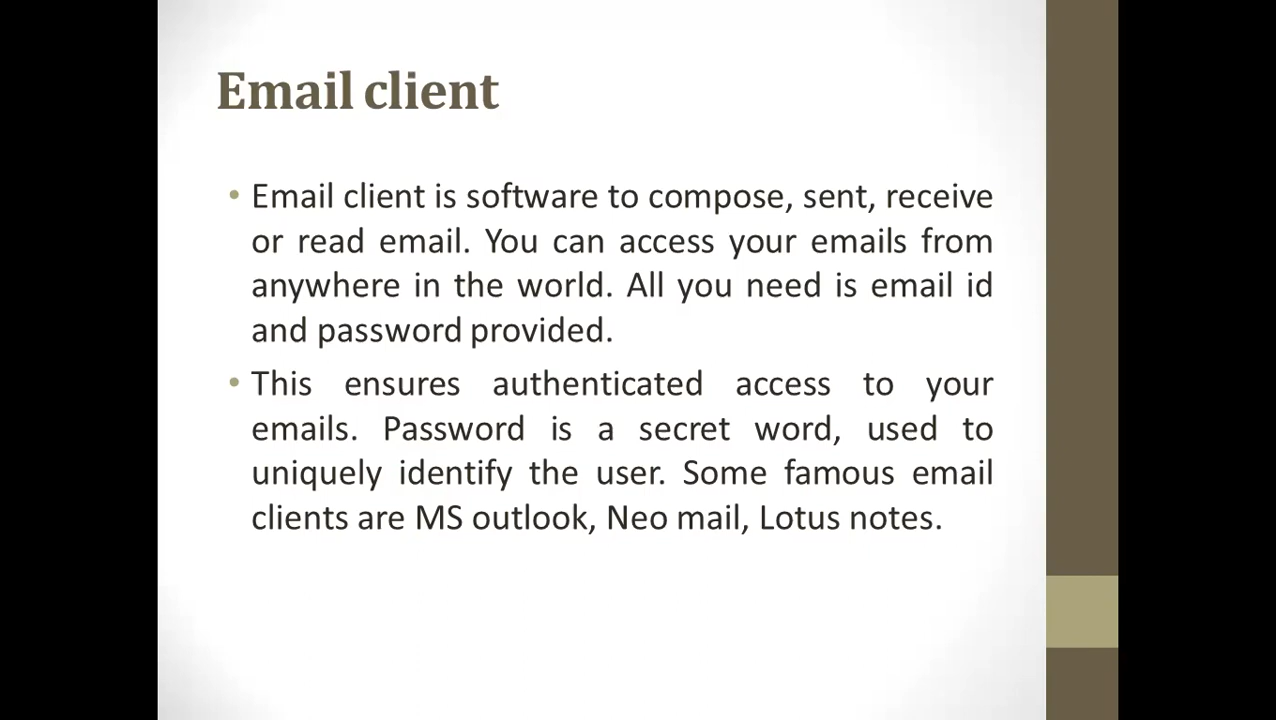 Email client
• Email client is software to compose, sent, receive
or read email. You can access your emails from
anywhere in the world. All you need is email id
and password provided.
• This ensures authenticated access to your
emails. Password is a secret word, used to
uniquely identify the user. Some famous email
clients are MS outlook, Neo mail, Lotus notes.